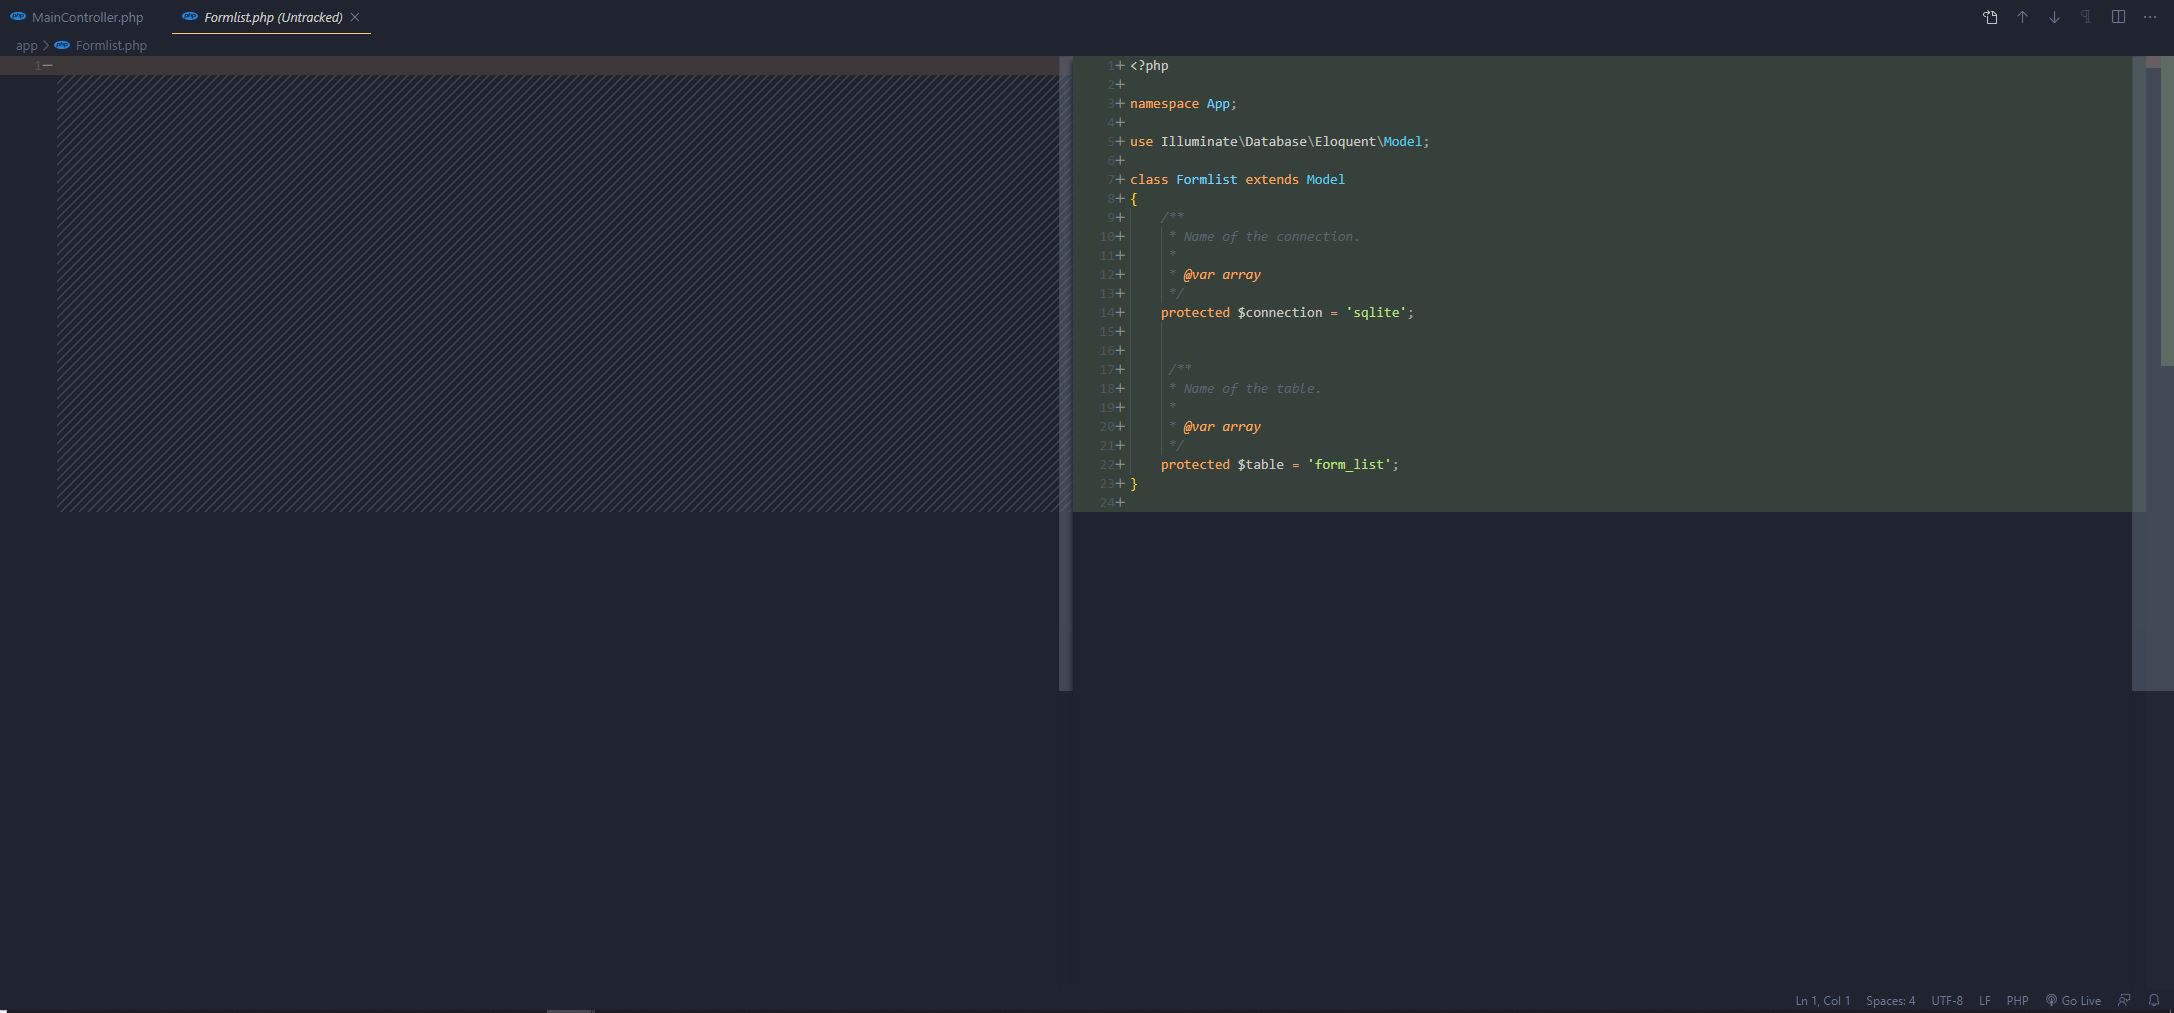 MainController.php
Formlist.php (Untracked)
app > Formlist.php
1−
1+ <?php
2+
3+ namespace App;
4+
5+ use Illuminate\Database\Eloquent\Model;
6+
7+ class Formlist extends Model
8+ {
9+     /**
10+      * Name of the connection.
11+      *
12+      * @var array
13+      */
14+     protected $connection = 'sqlite';
15+
16+
17+      /**
18+      * Name of the table.
19+      *
20+      * @var array
21+      */
22+     protected $table = 'form_list';
23+ }
24+
Ln 1, Col 1 Spaces: 4 UTF-8 LF PHP Go Live